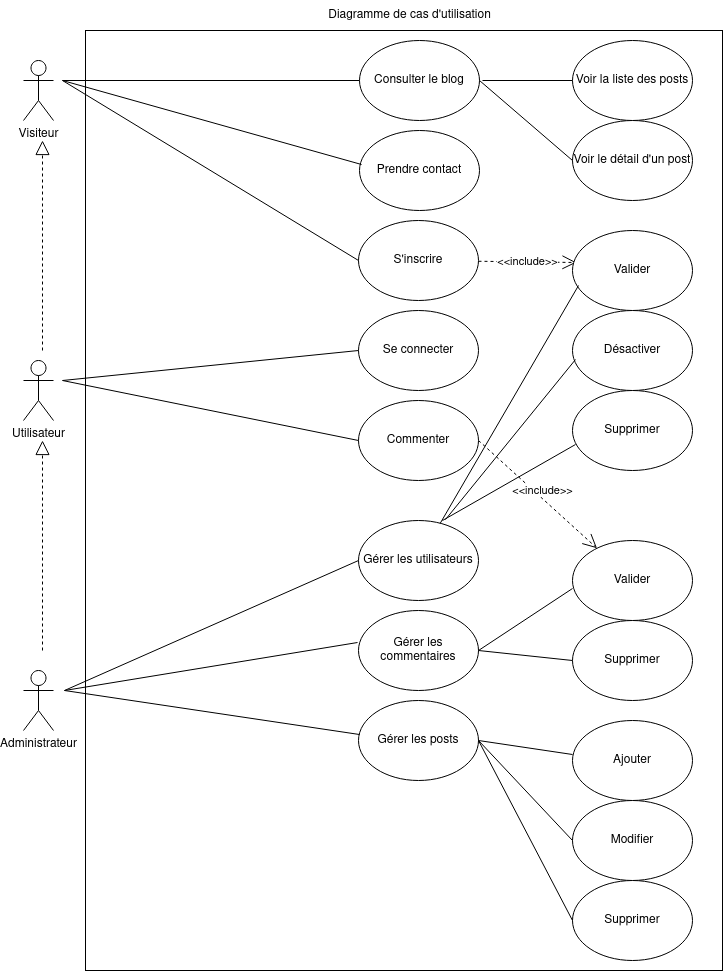 Diagramme de cas d'utilisation
Visiteur
Consulter le blog
Voir la liste des posts
Voir le détail d'un post
Prendre contact
S'inscrire
<<include>>
Valider
Utilisateur
Se connecter
Désactiver
Commenter
Supprimer
<<include>>
Gérer les utilisateurs
Valider
Gérer les
commentaires
Supprimer
Administrateur
Gérer les posts
Ajouter
Modifier
Supprimer